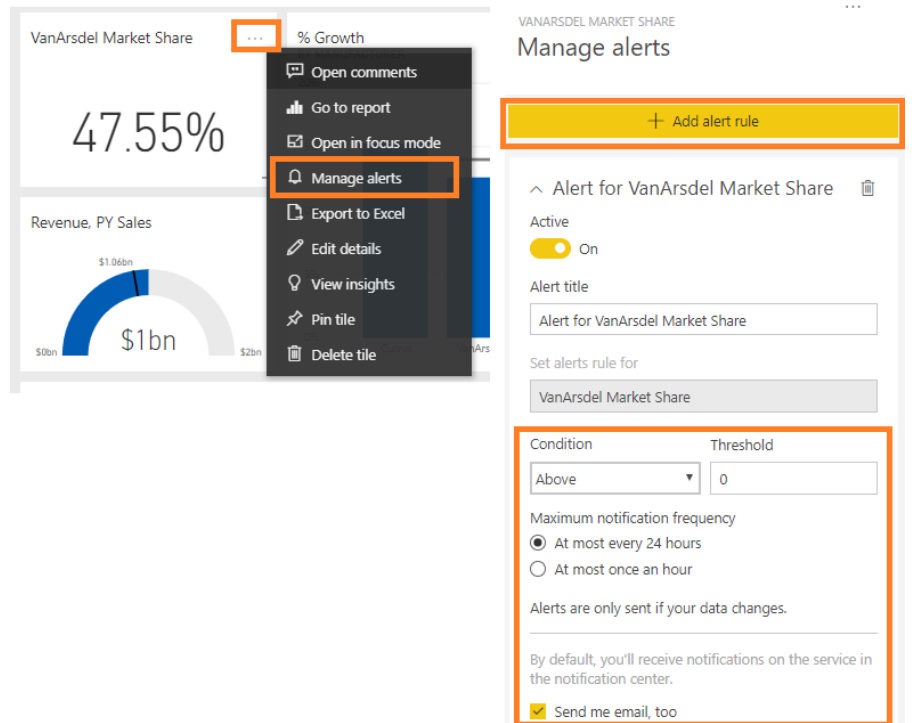 VanArsdel Market Share
...
% Growth
47.55%
Revenue, PY Sales
$1.06bn
$1bn
$0bn
$2bn
Open comments
Go to report
Open in focus mode
Manage alerts
Export to Excel
Edit details
View insights
Pin tile
Delete tile
...
VANARSDEL MARKET SHARE
Manage alerts
+ Add alert rule
Alert for VanArsdel Market Share
Active
On
Alert title
Alert for VanArsdel Market Share
Set alerts rule for
VanArsdel Market Share
Condition Threshold
Above 0
Maximum notification frequency
At most every 24 hours
At most once an hour
Alerts are only sent if your data changes.
By default, you'll receive notifications on the service in
the notification center.
Send me email, too